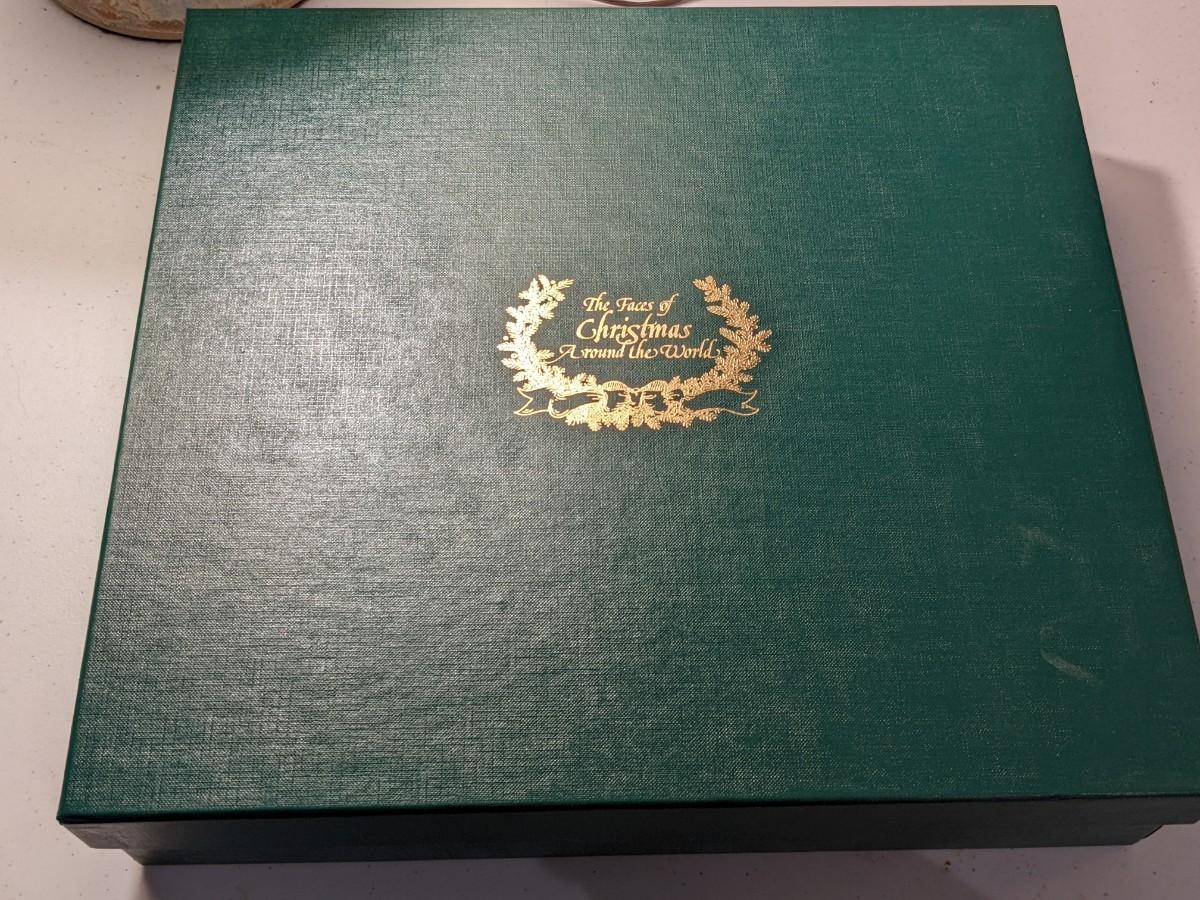 The Faces of
Christmas
Around the World